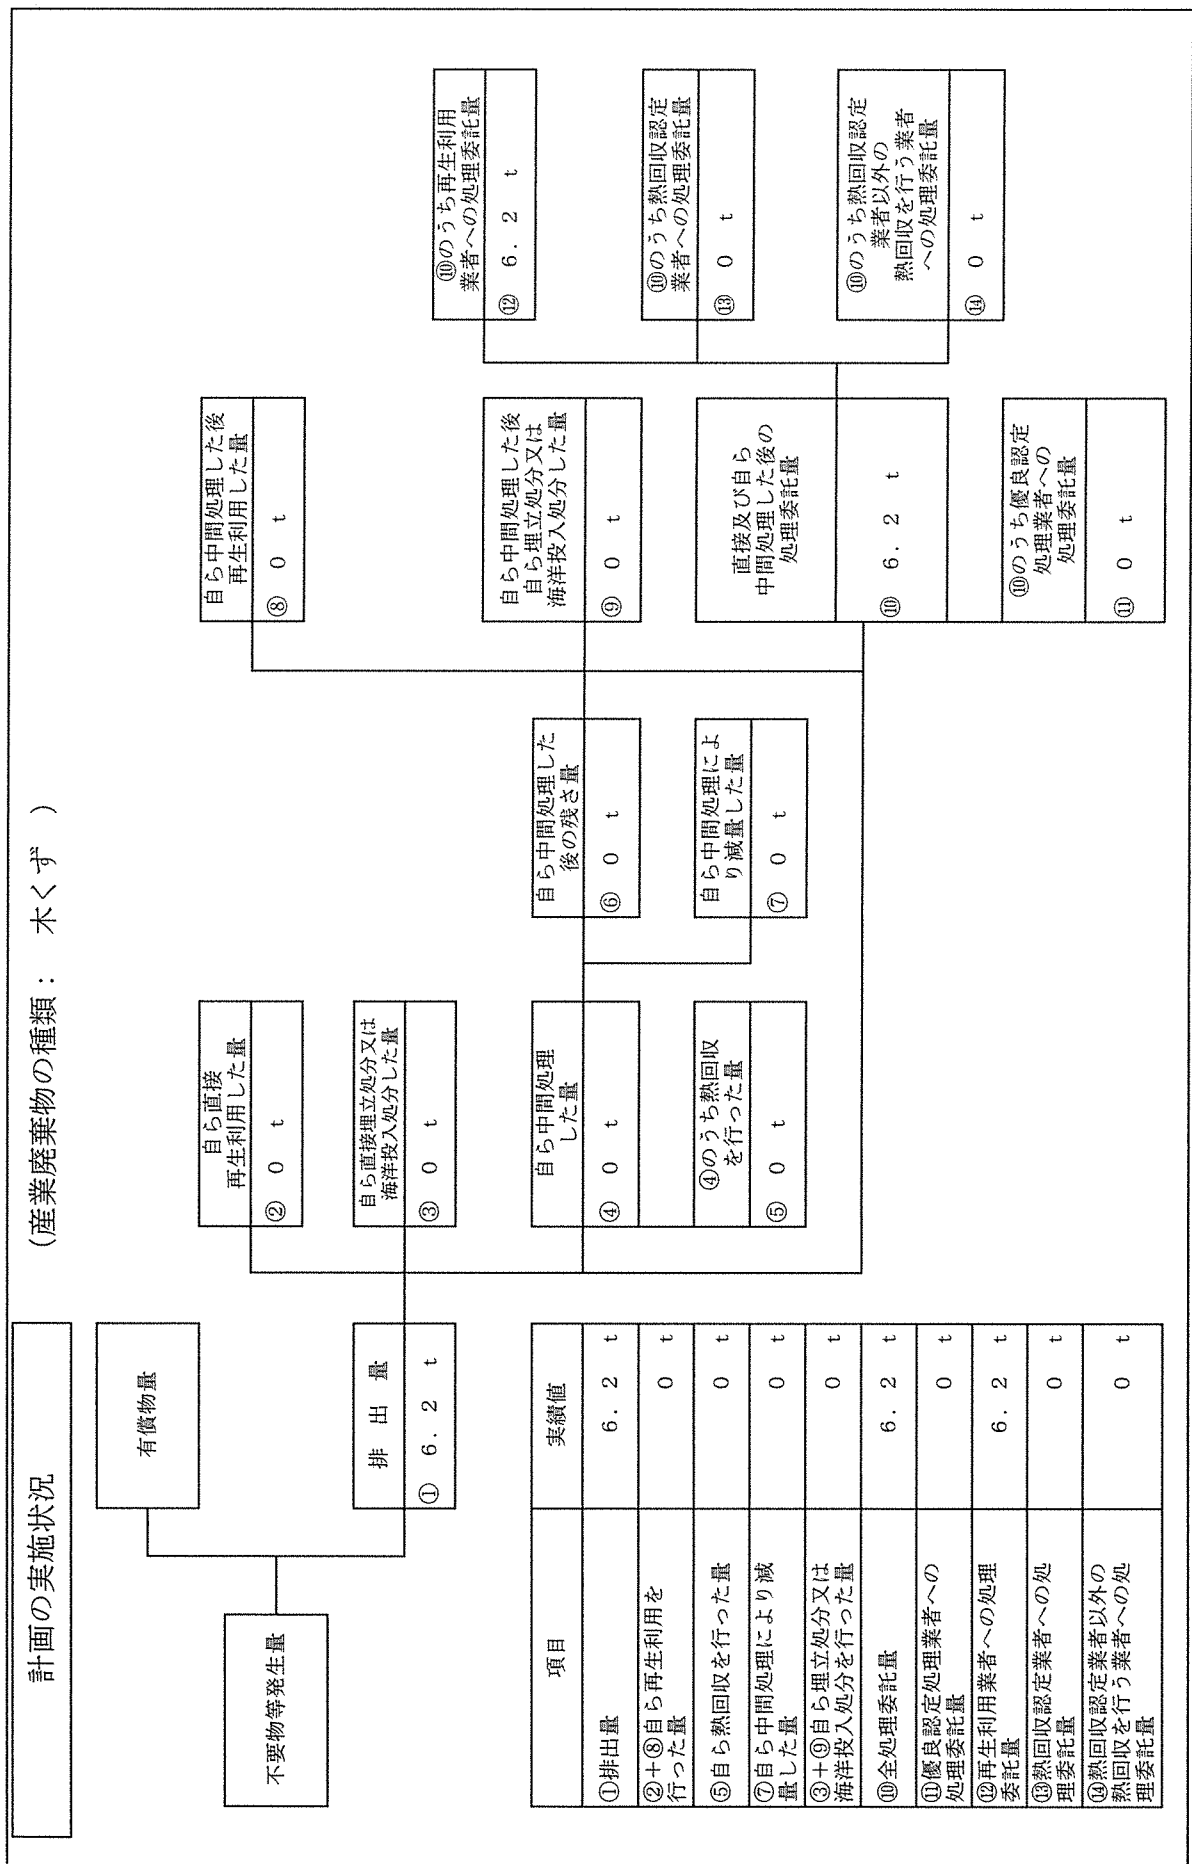 計画の実施状況
(産業廃棄物の種類： 木くず )
不要物等発生量
有償物量
排 出 量
① 6．2 t
自ら直接
再生利用した量
② 0 t
自ら直接埋立処分又は
海洋投入処分した量
③ 0 t
自ら中間処理
した量
④ 0 t
④のうち熱回収
を行った量
⑤ 0 t
自ら中間処理した
後の残さ量
⑥ 0 t
自ら中間処理によ
り減量した量
⑦ 0 t
自ら中間処理した後
再生利用した量
⑧ 0 t
自ら中間処理した後
自ら埋立処分又は
海洋投入処分した量
⑨ 0 t
直接及び自ら
中間処理した後の
処理委託量
⑩ 6．2 t
⑩のうち優良認定
処理業者への
処理委託量
⑪ 0 t
⑩のうち再生利用
業者への処理委託量
⑫ 6．2 t
⑩のうち熱回収認定
業者への処理委託量
⑬ 0 t
⑩のうち熱回収認定
業者以外の
熱回収を行う業者
への処理委託量
⑭ 0 t
項目 実績値
①排出量 6．2 t
②＋⑧自ら再生利用を
行った量 0 t
⑤自ら熱回収を行った量 0 t
⑦自ら中間処理により減
量した量 0 t
③＋⑨自ら埋立処分又は
海洋投入処分を行った量 0 t
⑩全処理委託量 6．2 t
⑪優良認定処理業者への
処理委託量 0 t
⑫再生利用業者への処理
委託量 6．2 t
⑬熱回収認定業者への処
理委託量 0 t
⑭熱回収認定業者以外の
熱回収を行う業者への処
理委託量 0 t